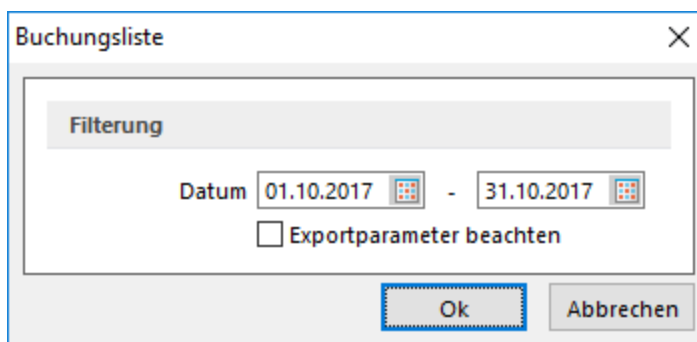 Buchungsliste
Filterung
Datum 01.10.2017 - 31.10.2017
Exportparameter beachten
Ok Abbrechen